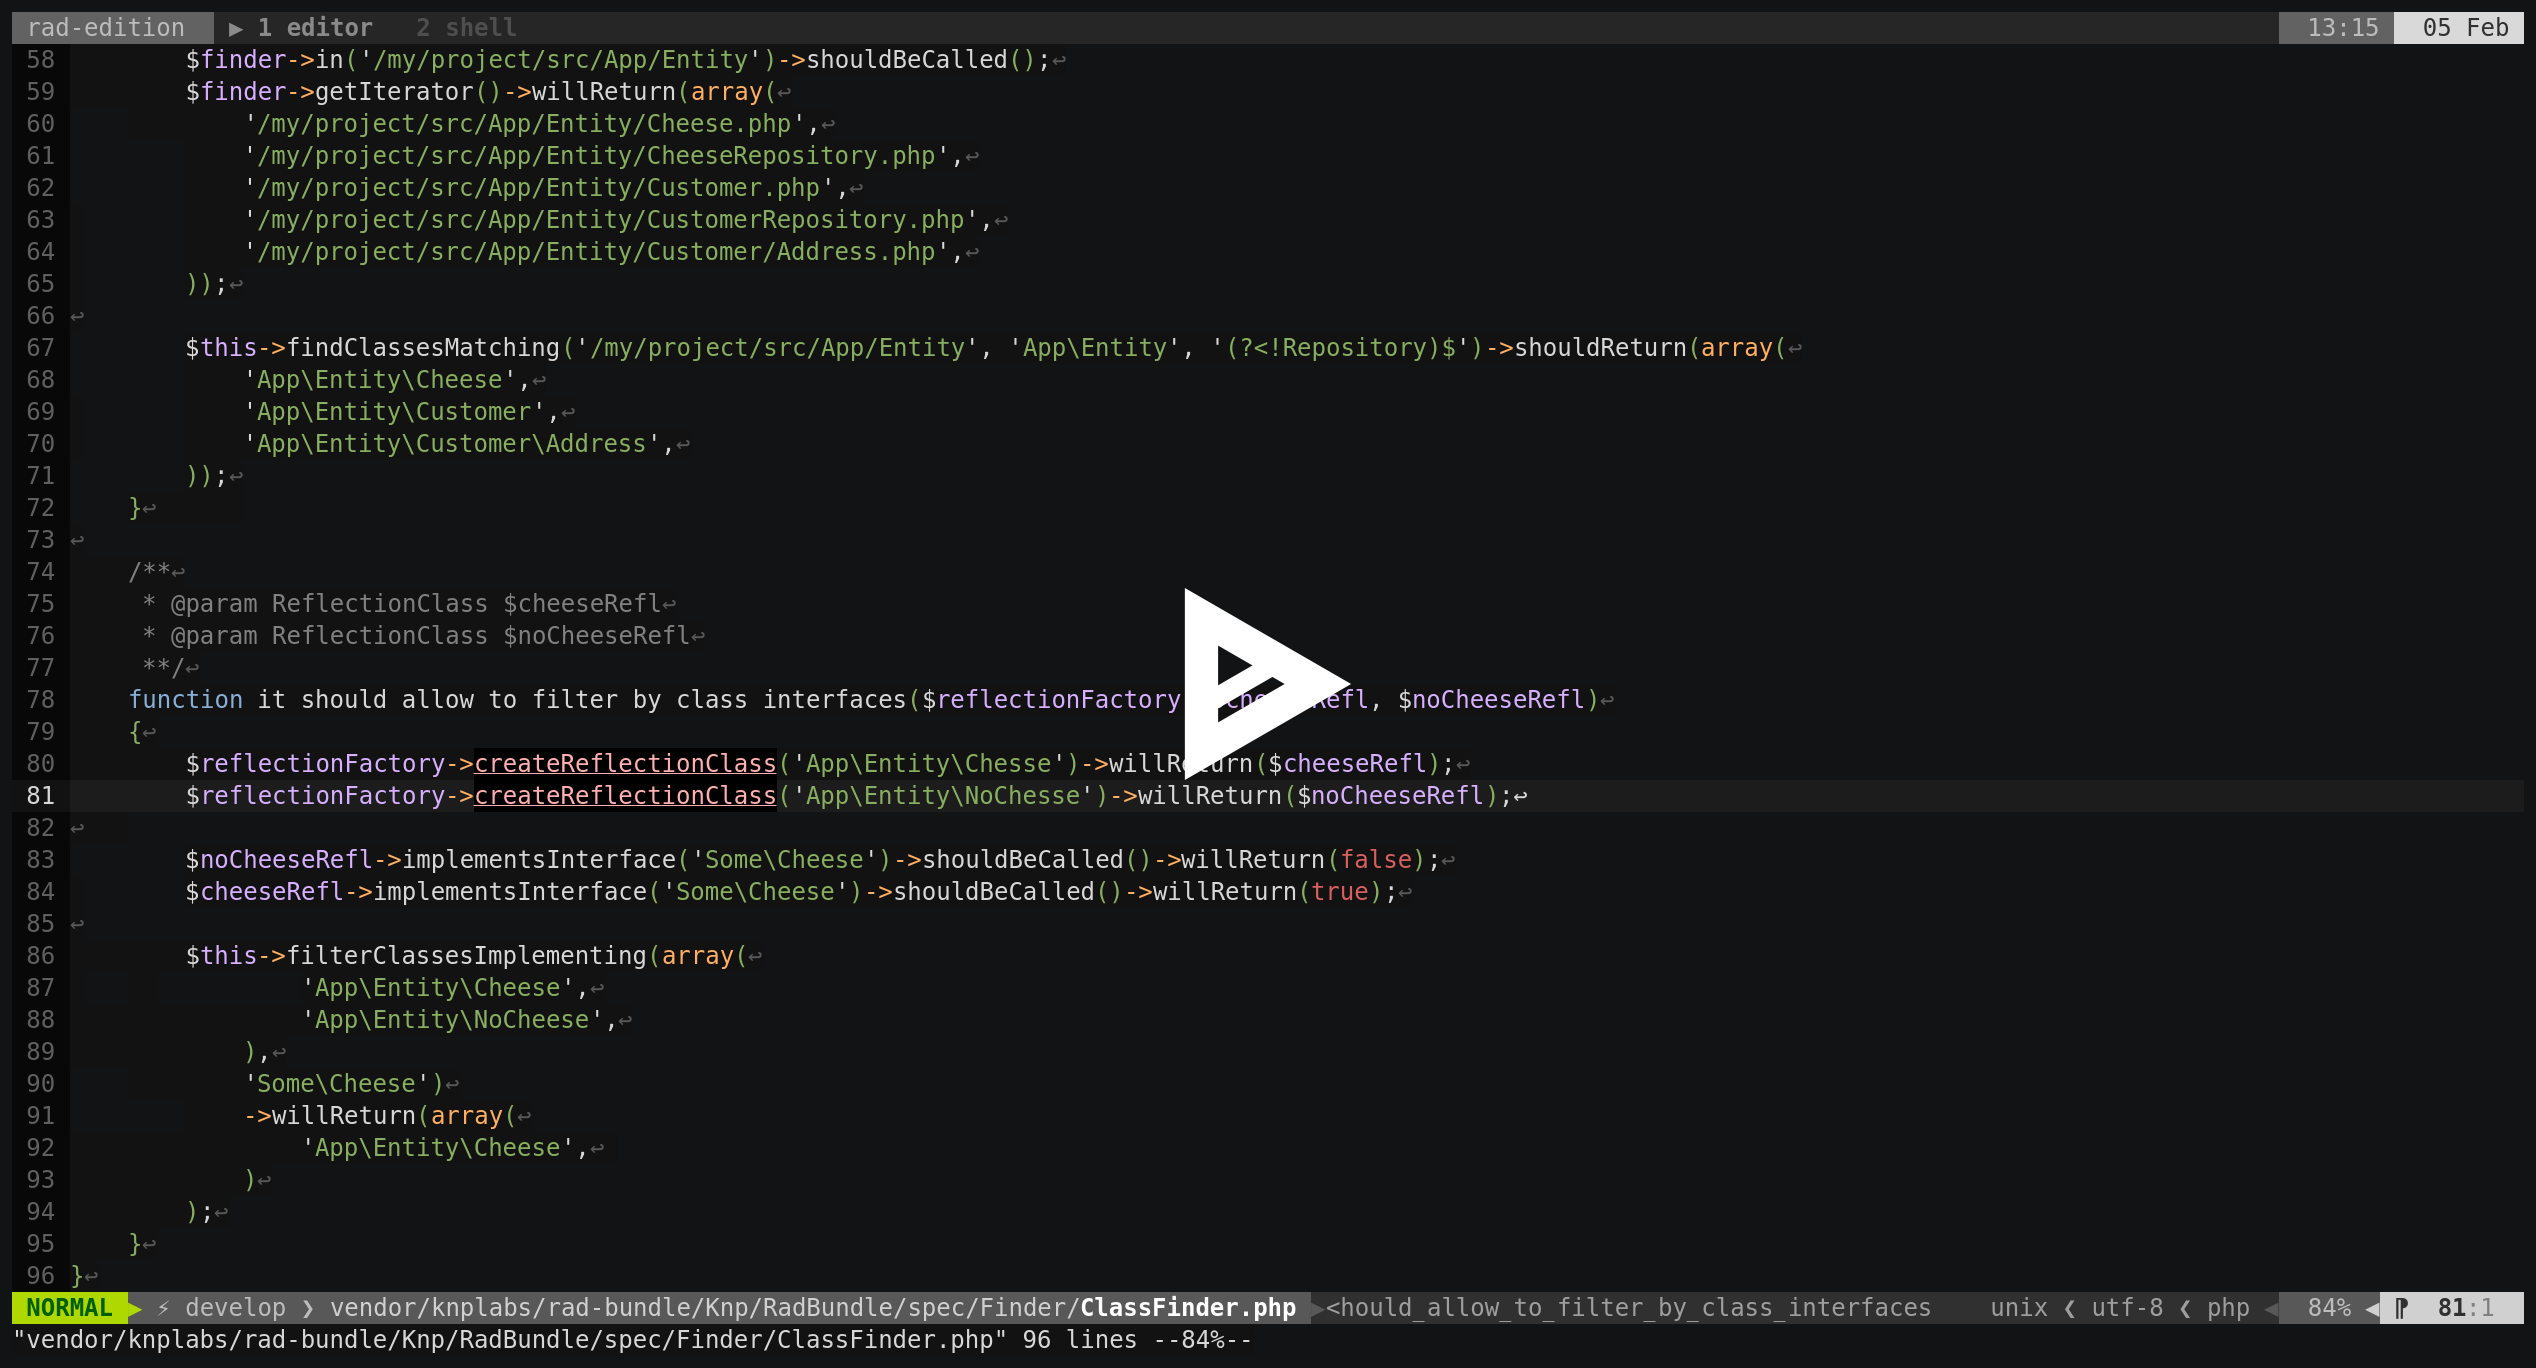 rad-edition ▶ 1 editor 2 shell 13:15 05 Feb
58 $finder->in('/my/project/src/App/Entity')->shouldBeCalled();↩
59 $finder->getIterator()->willReturn(array(↩
60 '/my/project/src/App/Entity/Cheese.php',↩
61 '/my/project/src/App/Entity/CheeseRepository.php',↩
62 '/my/project/src/App/Entity/Customer.php',↩
63 '/my/project/src/App/Entity/CustomerRepository.php',↩
64 '/my/project/src/App/Entity/Customer/Address.php',↩
65 ));↩
66 ↩
67 $this->findClassesMatching('/my/project/src/App/Entity', 'App\Entity', '(?<!Repository)$')->shouldReturn(array(↩
68 'App\Entity\Cheese',↩
69 'App\Entity\Customer',↩
70 'App\Entity\Customer\Address',↩
71 ));↩
72 }↩
73 ↩
74 /**↩
75 * @param ReflectionClass $cheeseRefl↩
76 * @param ReflectionClass $noCheeseRefl↩
77 **/↩
78 function it should allow to filter by class interfaces($reflectionFactory Refl, $noCheeseRefl)↩
79 {↩
80 $reflectionFactory->createReflectionClass('App\Entity\Chesse')->willReturn($cheeseRefl);↩
81 $reflectionFactory->createReflectionClass('App\Entity\NoChesse')->willReturn($noCheeseRefl);↩
82 ↩
83 $noCheeseRefl->implementsInterface('Some\Cheese')->shouldBeCalled()->willReturn(false);↩
84 $cheeseRefl->implementsInterface('Some\Cheese')->shouldBeCalled()->willReturn(true);↩
85 ↩
86 $this->filterClassesImplementing(array(↩
87 'App\Entity\Cheese',↩
88 'App\Entity\NoCheese',↩
89 ),↩
90 'Some\Cheese')↩
91 ->willReturn(array(↩
92 'App\Entity\Cheese',↩
93 )↩
94 );↩
95 }↩
96 }↩
NORMAL ⚡ develop ❯ vendor/knplabs/rad-bundle/Knp/RadBundle/spec/Finder/ClassFinder.php <hould_allow_to_filter_by_class_interfaces unix ❮ utf-8 ❮ php 84% ⁋ 81:1
"vendor/knplabs/rad-bundle/Knp/RadBundle/spec/Finder/ClassFinder.php" 96 lines --84%--